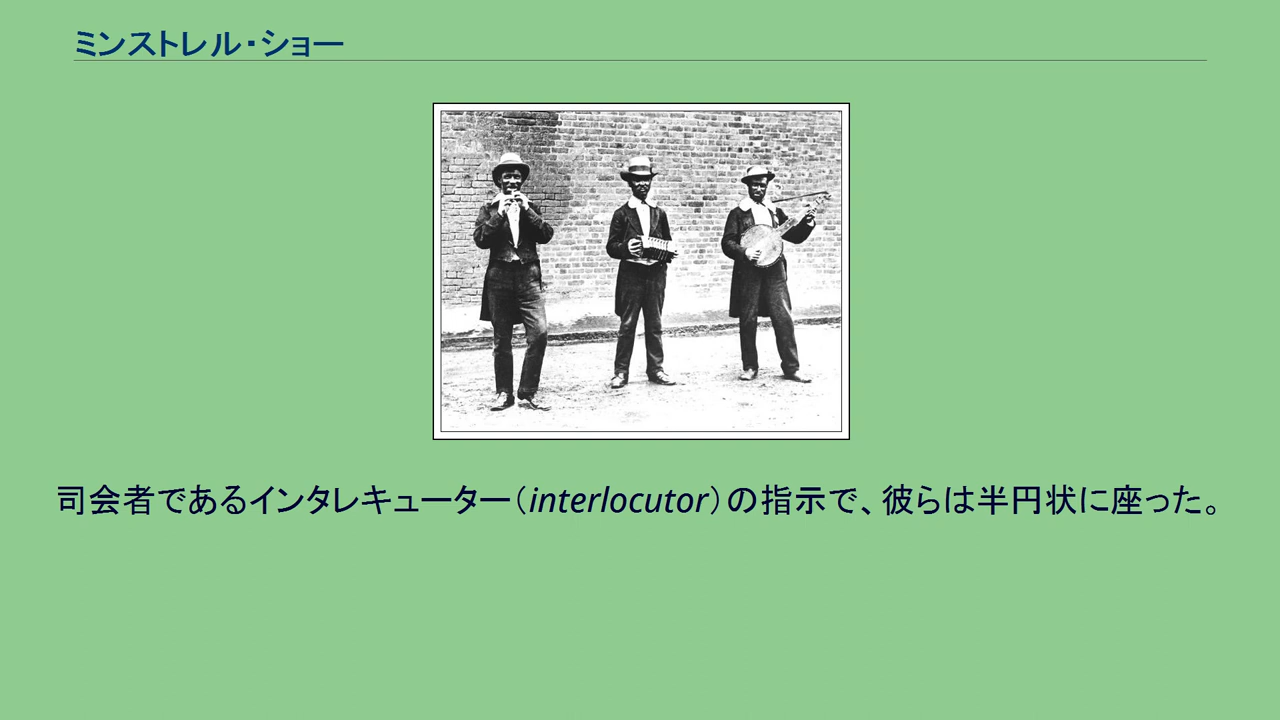 ミンストレル・ショー
司会者であるインタレキューター（interlocutor）の指示で、彼らは半円状に座った。